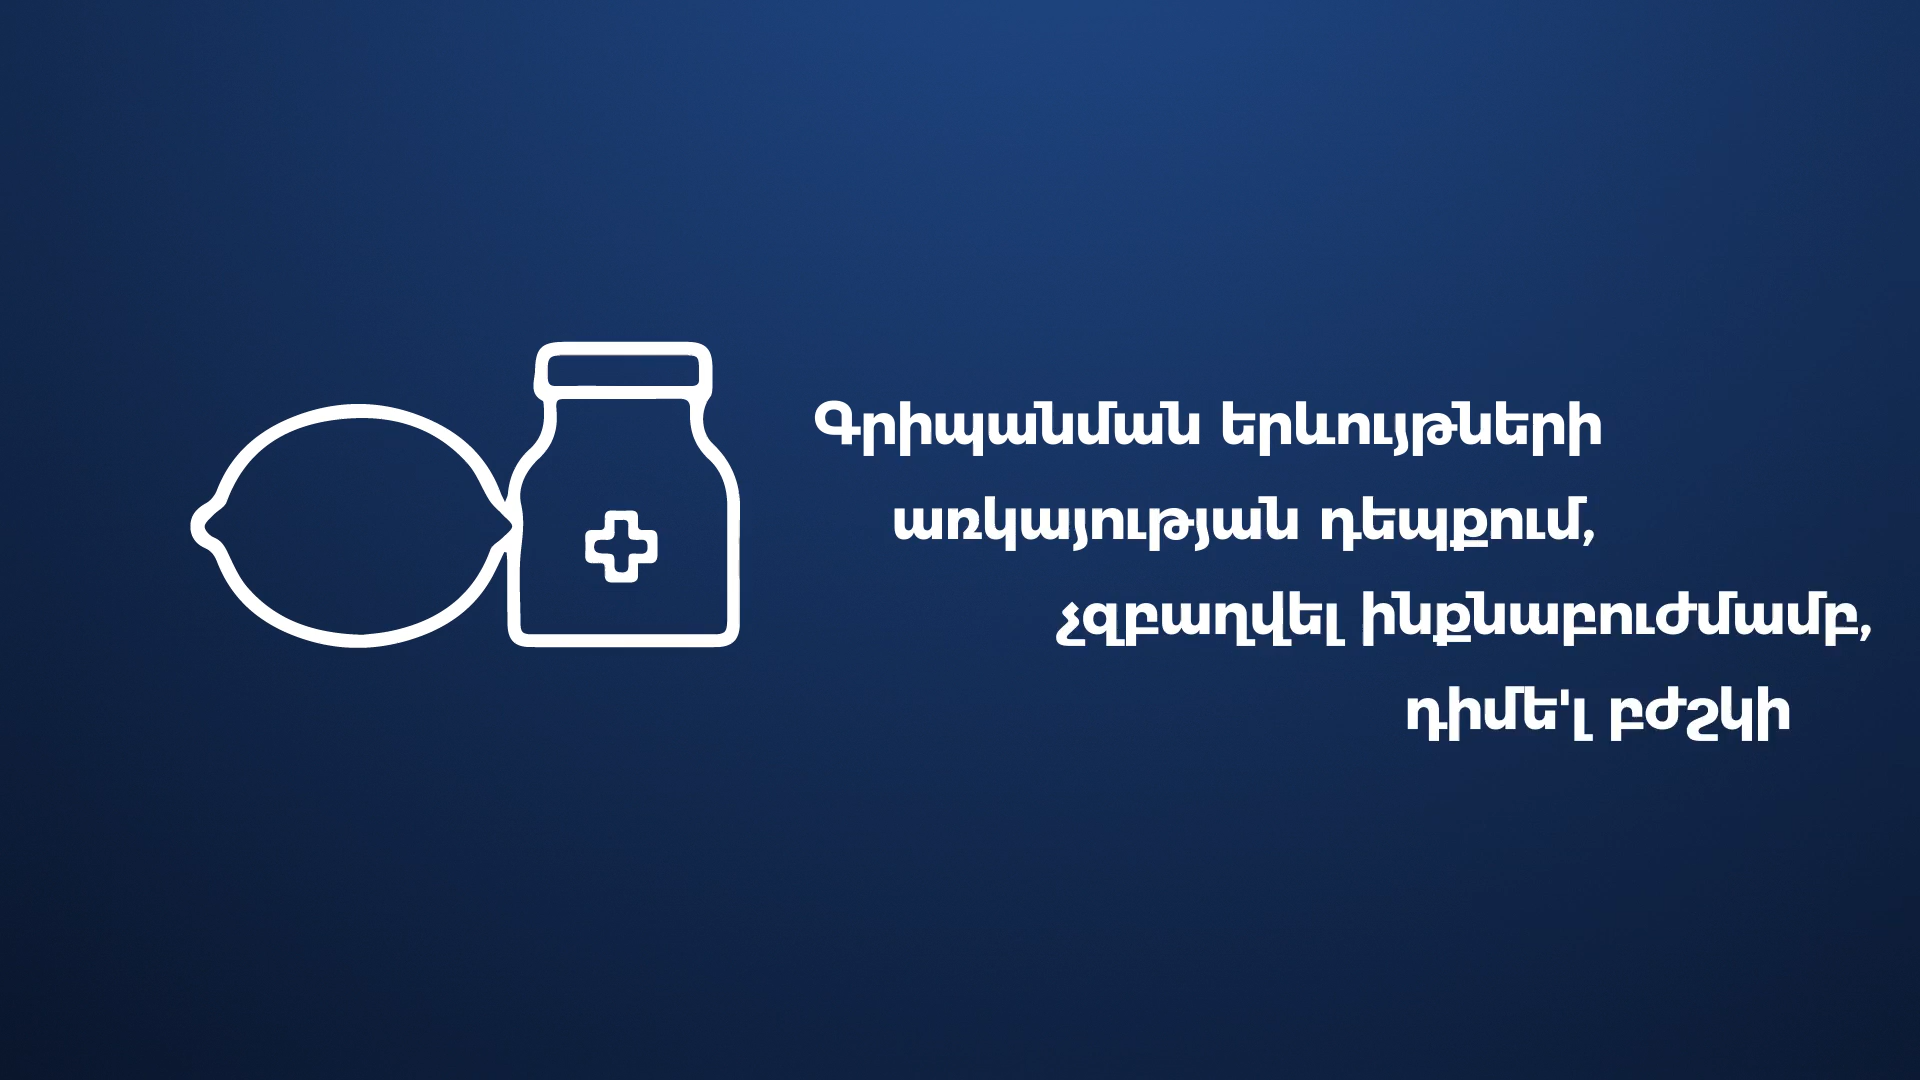 Գրիպանման երևույթների
առկայության դեպքում,
չզբաղվել ինքնաբուժմամբ,
դիմե'լ բժշկի